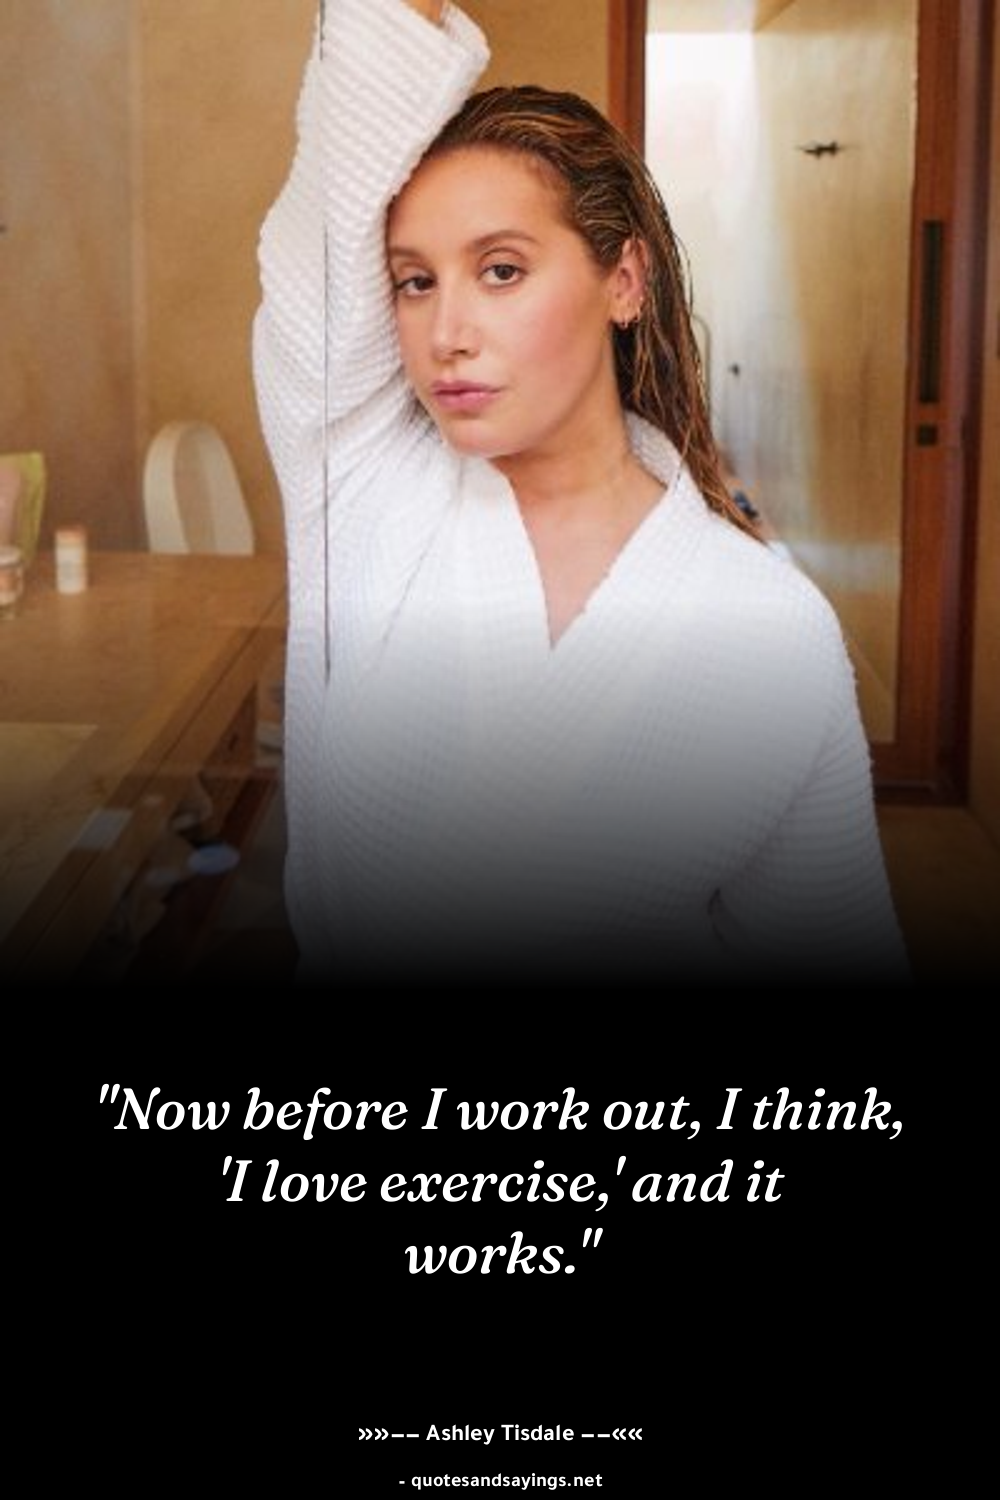 "Now before I work out, I think,
'I love exercise,' and it
works."
»»−− Ashley Tisdale −−««
- quotesandsayings.net